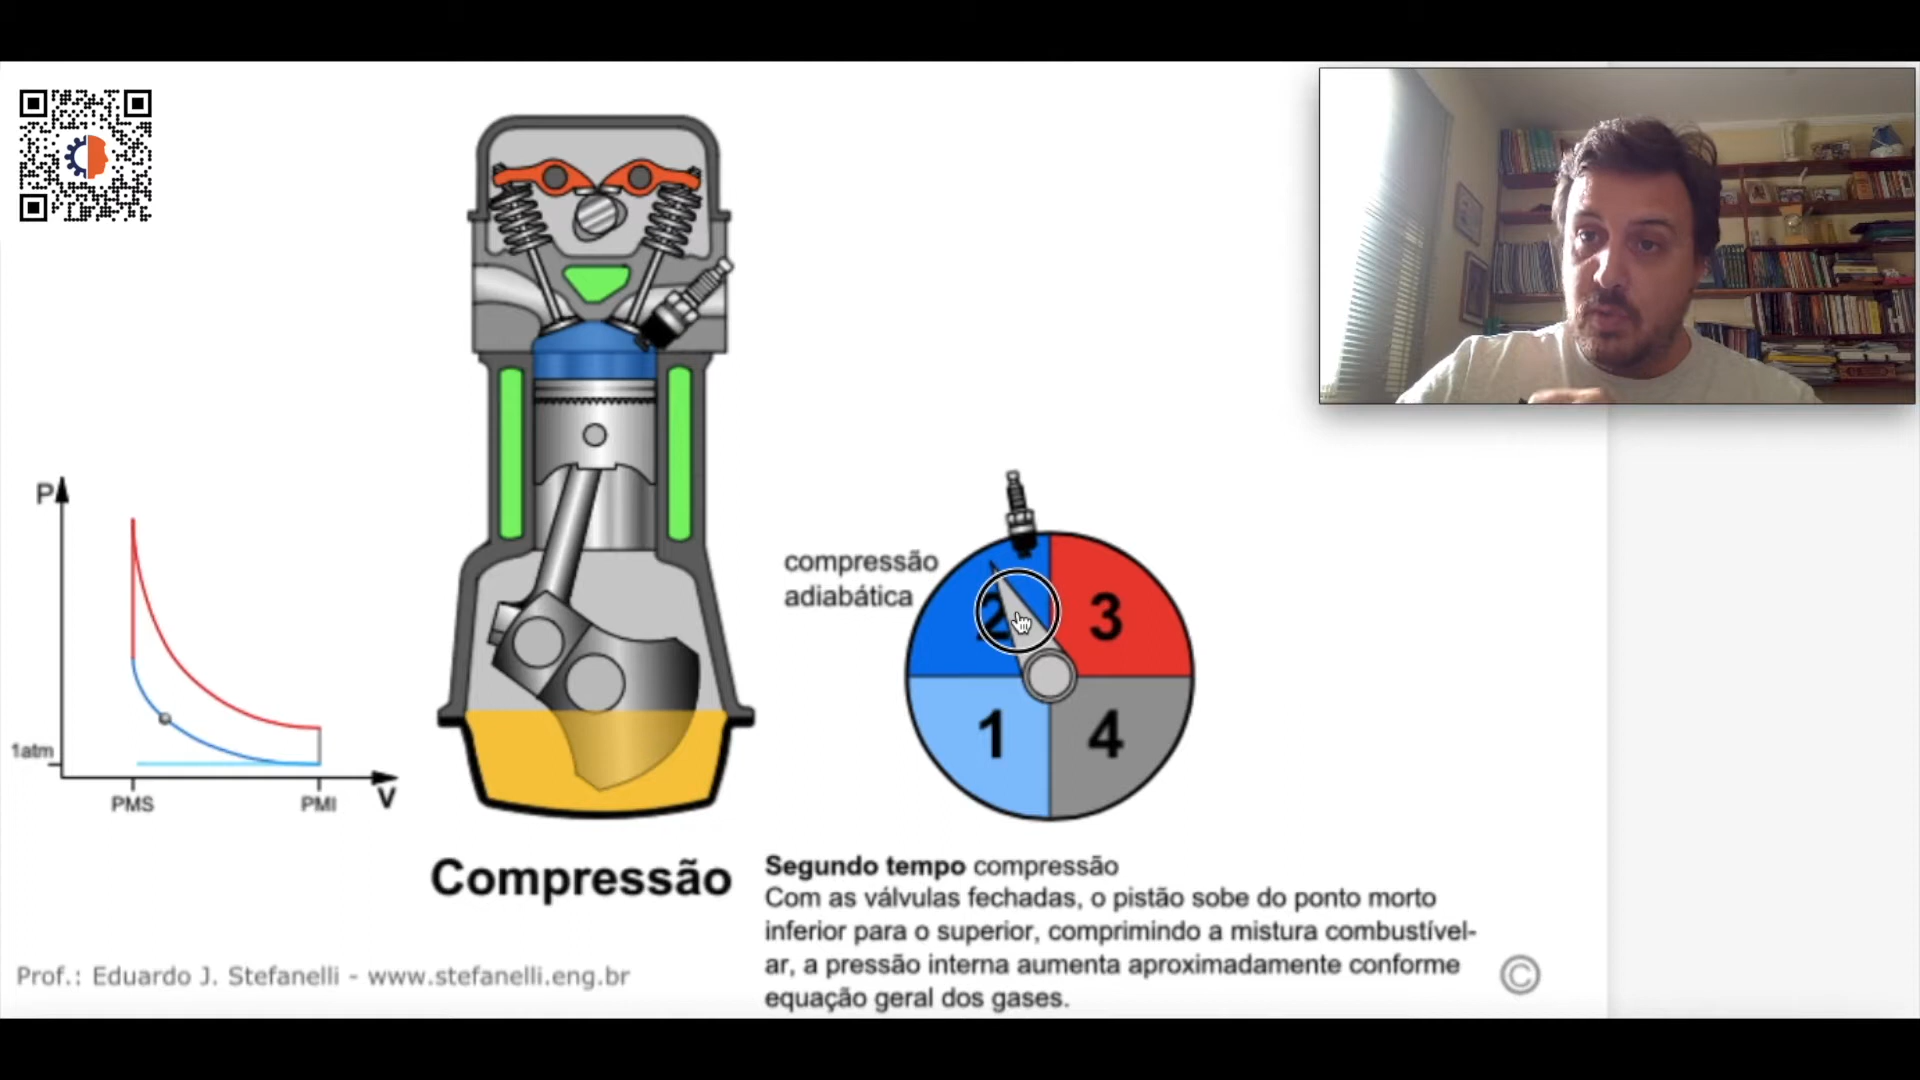 P
1atm
PMS
PMI
V
compressão
adiabática
2
3
1
4
Compressão
Segundo tempo compressão
Com as válvulas fechadas, o pistão sobe do ponto morto
inferior para o superior, comprimindo a mistura combustível-
ar, a pressão interna aumenta aproximadamente conforme
equação geral dos gases.
Prof.: Eduardo J. Stefanelli - www.stefanelli.eng.br
©